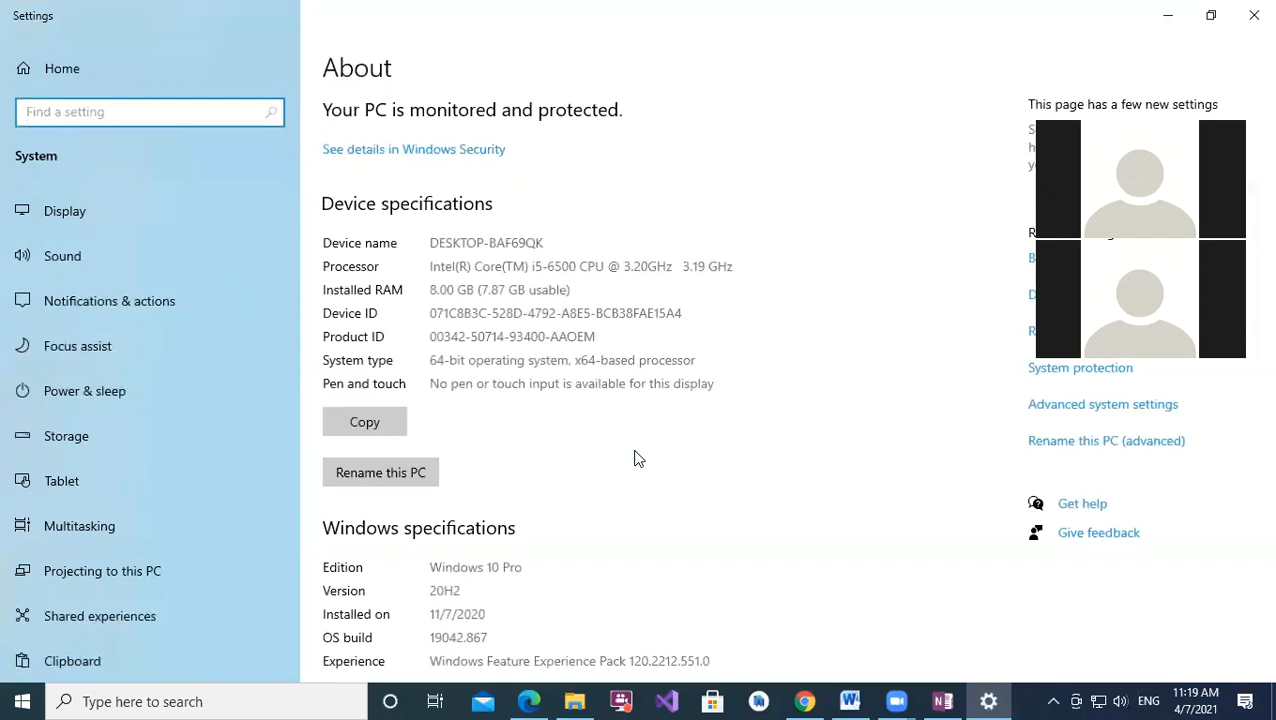 Settings
Home
Find a setting
System
Display
Sound
Notifications & actions
Focus assist
Power & sleep
Storage
Tablet
Multitasking
Projecting to this PC
Shared experiences
Clipboard
About
Your PC is monitored and protected.
See details in Windows Security
Device specifications
Device name DESKTOP-BAF69QK
Processor Intel(R) Core(TM) i5-6500 CPU @ 3.20GHz 3.19 GHz
Installed RAM 8.00 GB (7.87 GB usable)
Device ID 071C8B3C-528D-4792-A8E5-BCB38FAE15A4
Product ID 00342-50714-93400-AAOEM
System type 64-bit operating system, x64-based processor
Pen and touch No pen or touch input is available for this display
Copy
Rename this PC
Windows specifications
Edition Windows 10 Pro
Version 20H2
Installed on 11/7/2020
OS build 19042.867
Experience Windows Feature Experience Pack 120.2212.551.0
This page has a few new settings
System protection
Advanced system settings
Rename this PC (advanced)
Get help
Give feedback
Type here to search
ENG
11:19 AM
4/7/2021